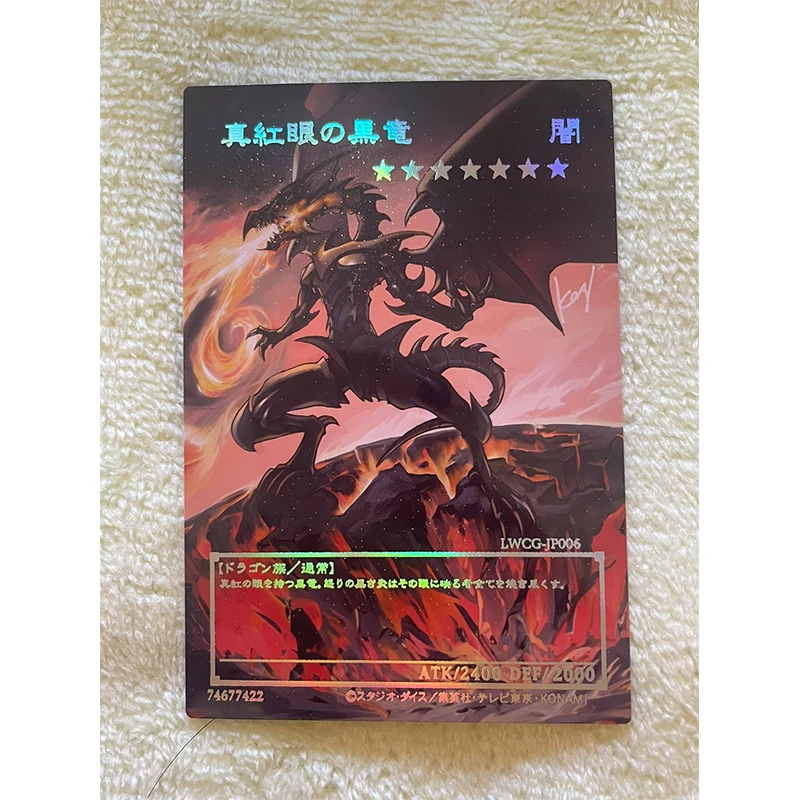 真紅眼の黒竜 闇
Key
LWCG-JP006
【ドラゴン族／通常】
真紅の眼を持つ黒竜。怒りの黒き炎はその眼に映る者全てを焼き尽くす。
ATK/2400 DEF/2000
74677422 ©スタジオ・ダイス／集英社・テレビ東京・KONAMI